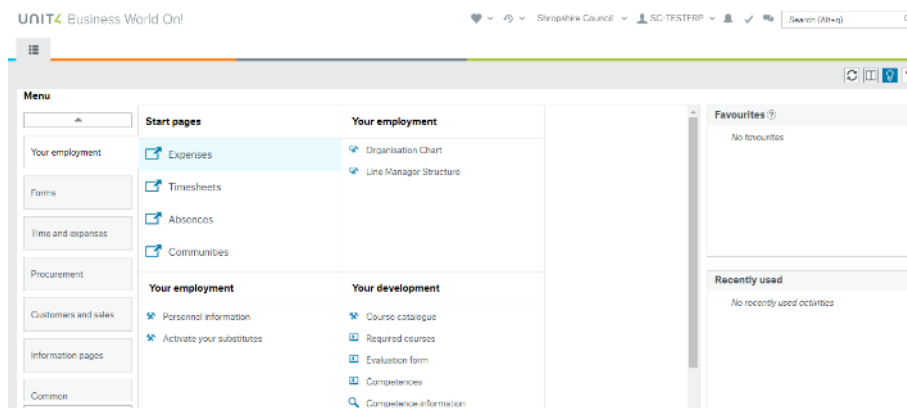 UNIT4 Business World On!
Shropshire Council
SC-TESTERP
Search (Alt+q)
Menu
Your employment
Forms
Time and expenses
Procurement
Customers and sales
Information pages
Common
Start pages
Expenses
Timesheets
Absences
Communities
Your employment
Organisation Chart
Line Manager Structure
Your employment
Personnel information
Activate your substitutes
Your development
Course catalogue
Required courses
Evaluation form
Competences
Competence information
Favourites
No favourites
Recently used
No recently used activities